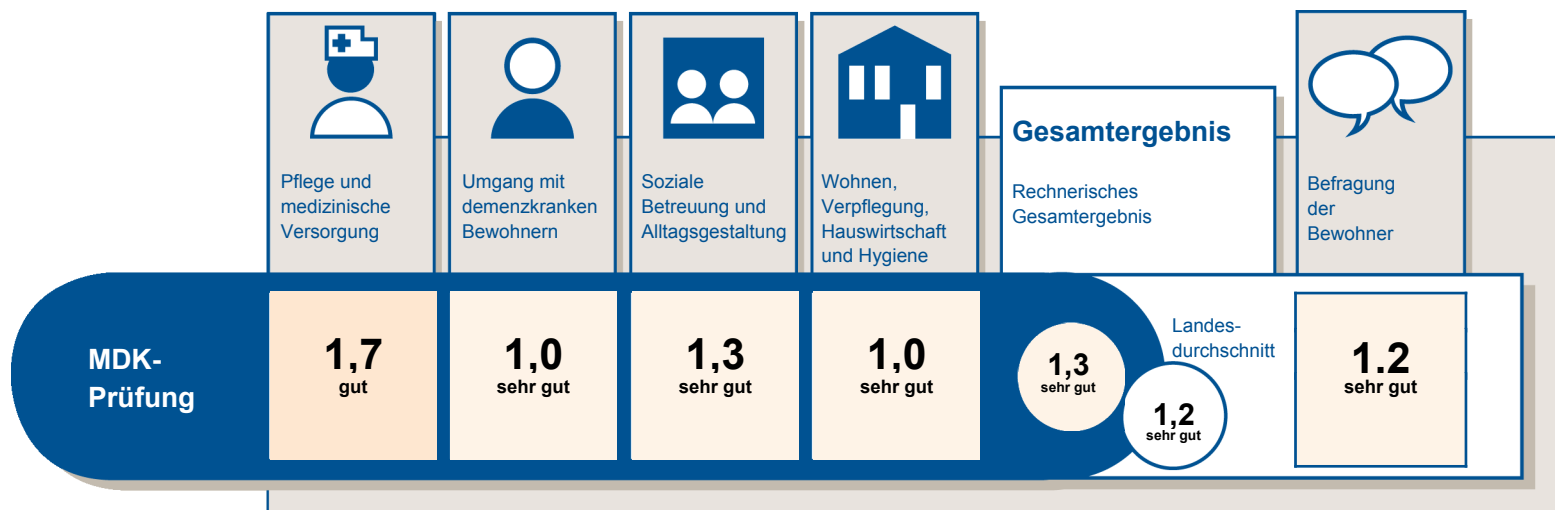 Pflege und
medizinische
Versorgung
Umgang mit
demenzkranken
Bewohnern
Soziale
Betreuung und
Alltagsgestaltung
Wohnen,
Verpflegung,
Hauswirtschaft
und Hygiene
Gesamtergebnis
Rechnerisches
Gesamtergebnis
Befragung
der
Bewohner
MDK-
Prüfung
1,7
gut
1,0
sehr gut
1,3
sehr gut
1,0
sehr gut
1,3
sehr gut
Landes-
durchschnitt
1,2
sehr gut
1.2
sehr gut